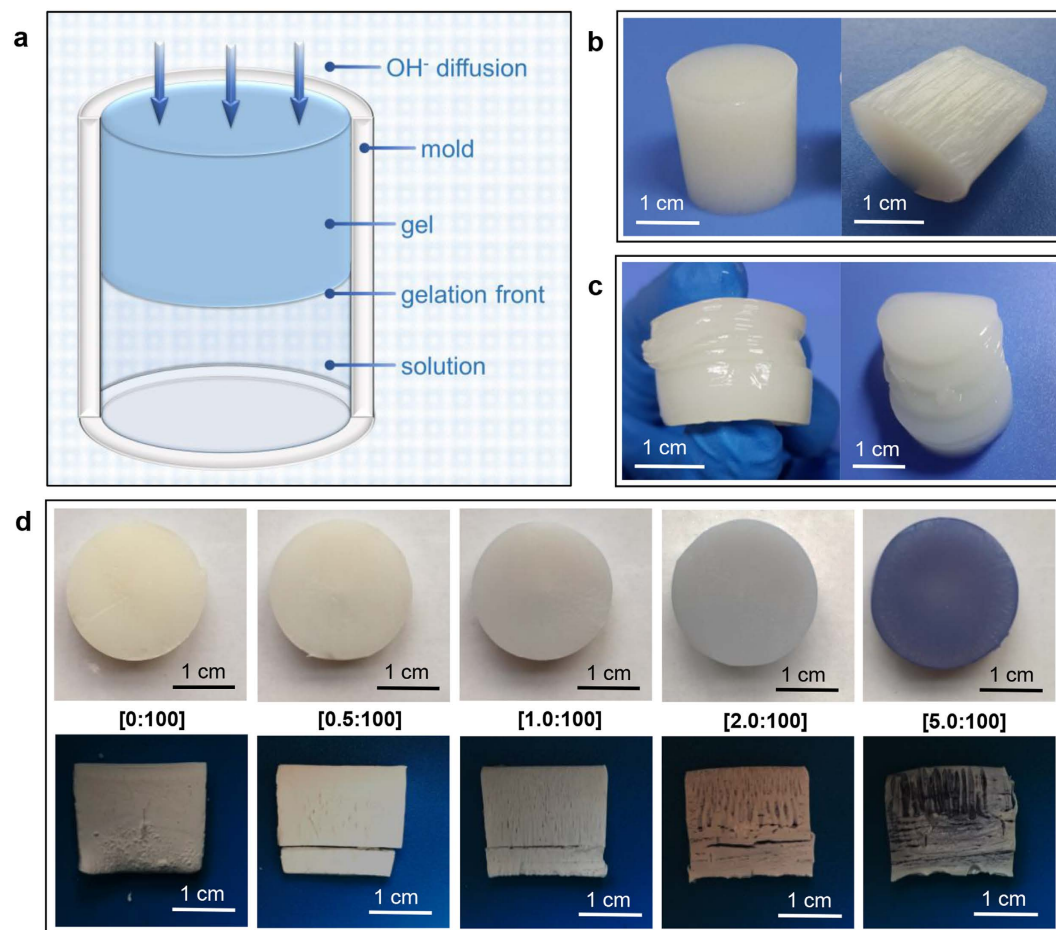 a
OH⁻ diffusion
mold
gel
gelation front
solution
b
1 cm
1 cm
c
1 cm
1 cm
d
1 cm
1 cm
1 cm
1 cm
1 cm
[0:100]
[0.5:100]
[1.0:100]
[2.0:100]
[5.0:100]
1 cm
1 cm
1 cm
1 cm
1 cm